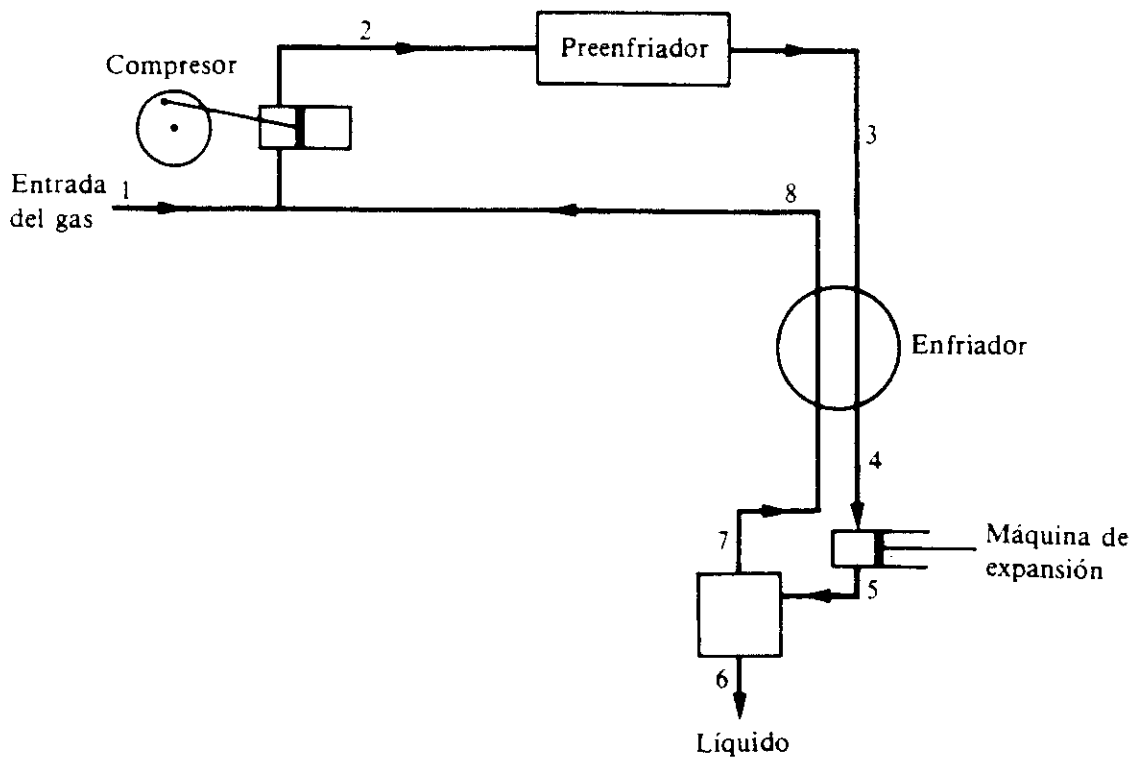 2
Preenfriador
Compresor
3
Entrada
del gas
1
8
Enfriador
4
7
Máquina de
expansión
5
6
Líquido